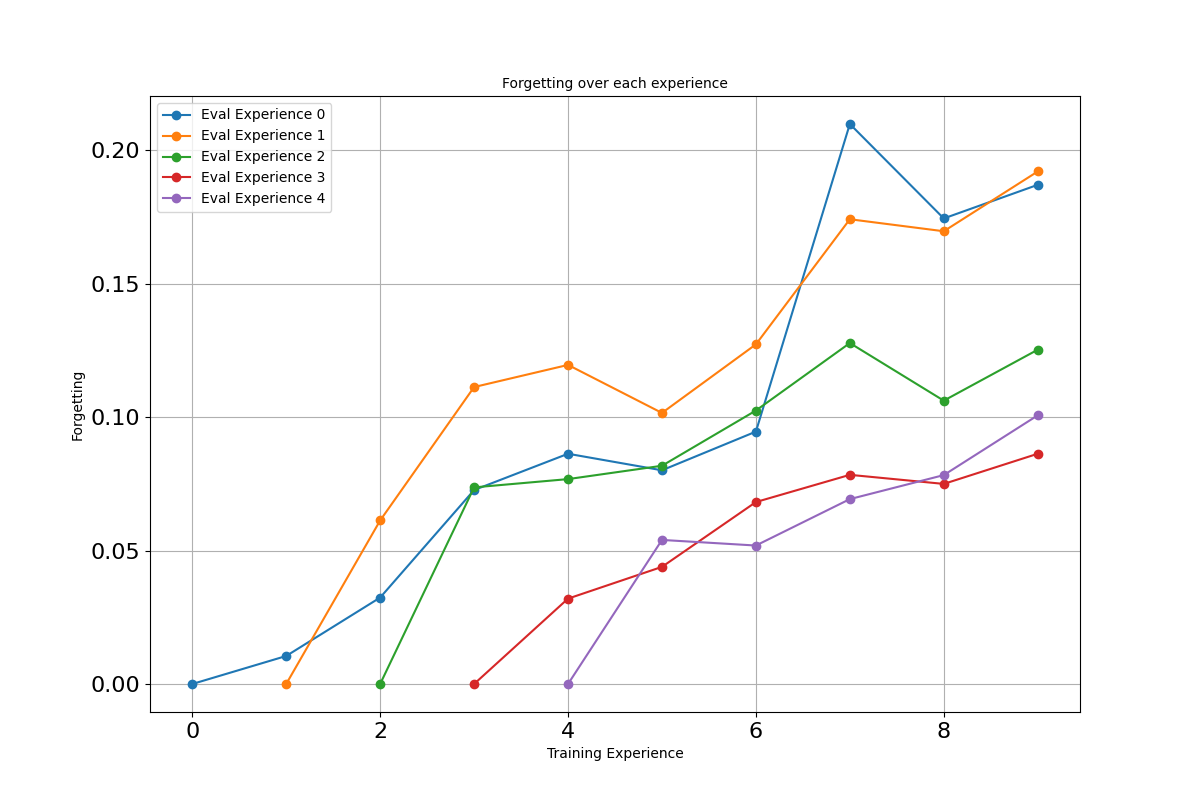 Forgetting over each experience
Eval Experience 0
Eval Experience 1
Eval Experience 2
Eval Experience 3
Eval Experience 4
0.20
0.15
0.10
0.05
0.00
Forgetting
0 2 4 6 8
Training Experience